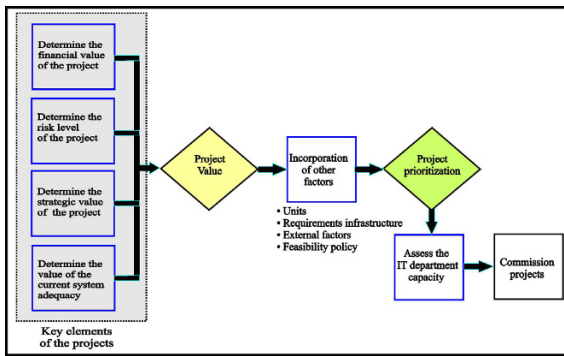 Determine the
financial value
of the project
Determine the
risk level
of the project
Determine the
strategic value
of the project
Determine the
value of the
current system
adequacy
Key elements
of the projects
Project
Value
Incorporation
of other
factors
• Units
• Requirements infrastructure
• External factors
• Feasibility policy
Project
prioritization
Assess the
IT department
capacity
Commission
projects